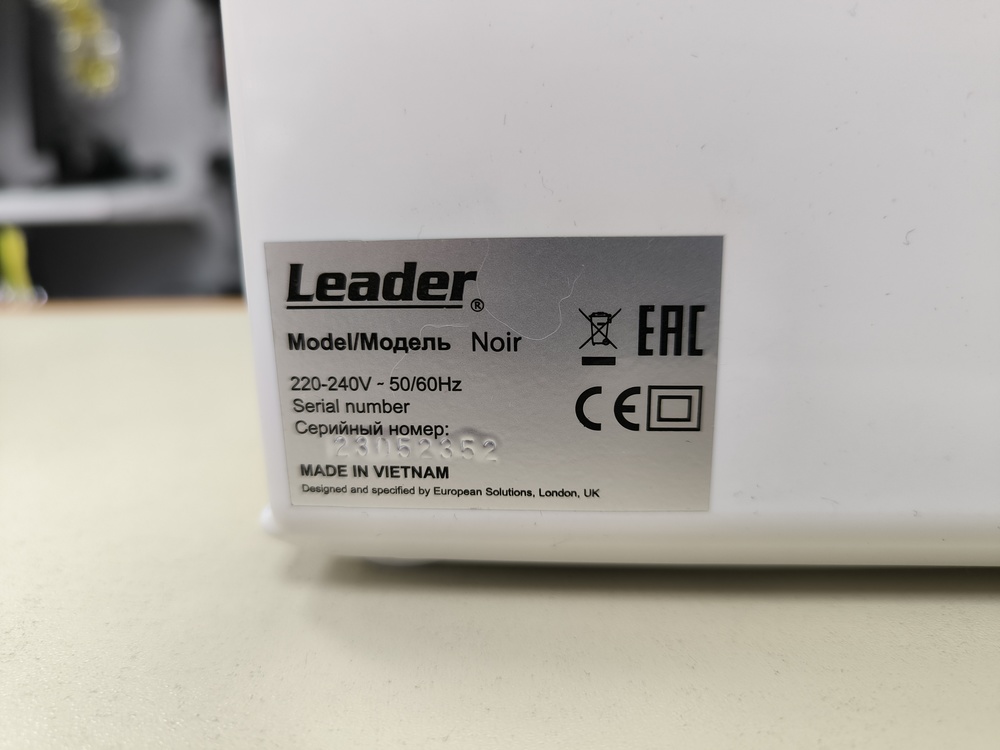 Leader®
Model/Модель Noir
220-240V ~ 50/60Hz
Serial number
Серийный номер:
23052352
MADE IN VIETNAM
Designed and specified by European Solutions, London, UK
EAC
CE